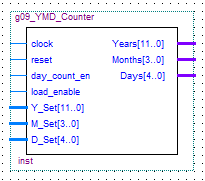 g09_YMD_Counter
clock Years[11..0]
reset Months[3..0]
day_count_en Days[4..0]
load_enable
Y_Set[11..0]
M_Set[3..0]
D_Set[4..0]
inst